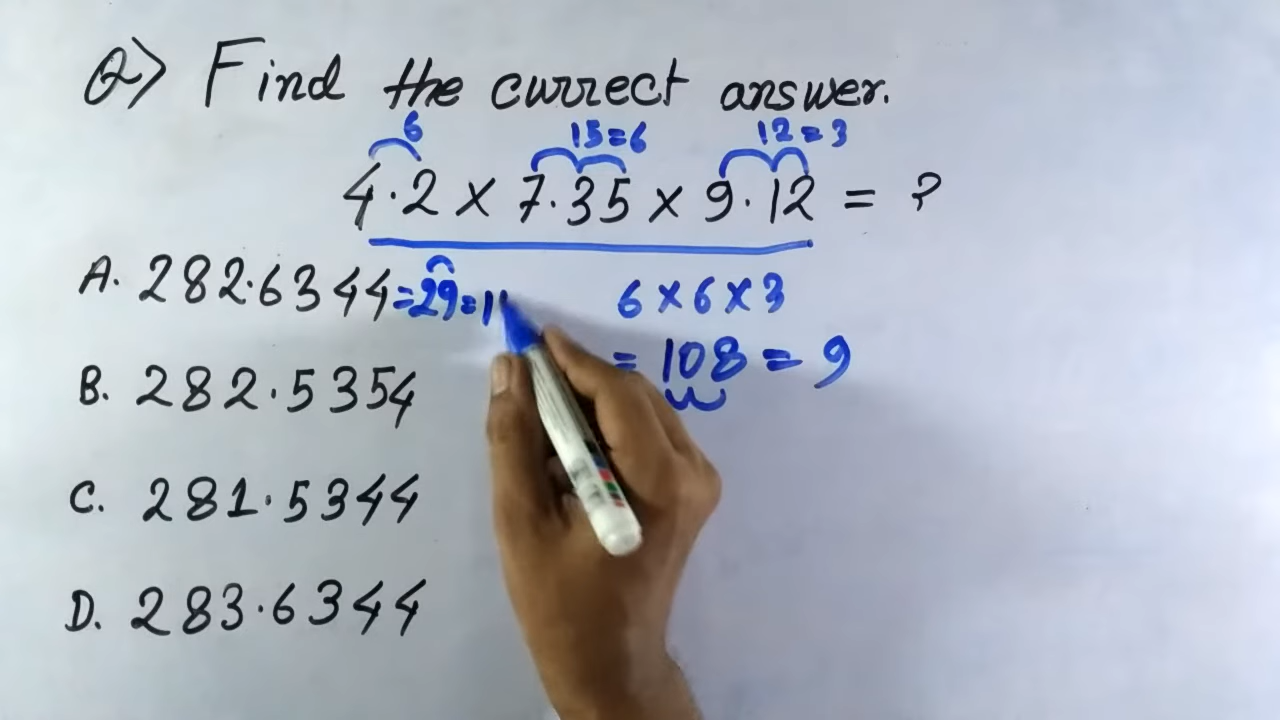 Q> Find the currect answer.
6 15=6 12=3
4.2 x 7.35 x 9.12 = ?
A. 282.6344 =29=11
6 x 6 x 3
= 108 = 9
B. 282.5354
C. 281.5344
D. 283.6344